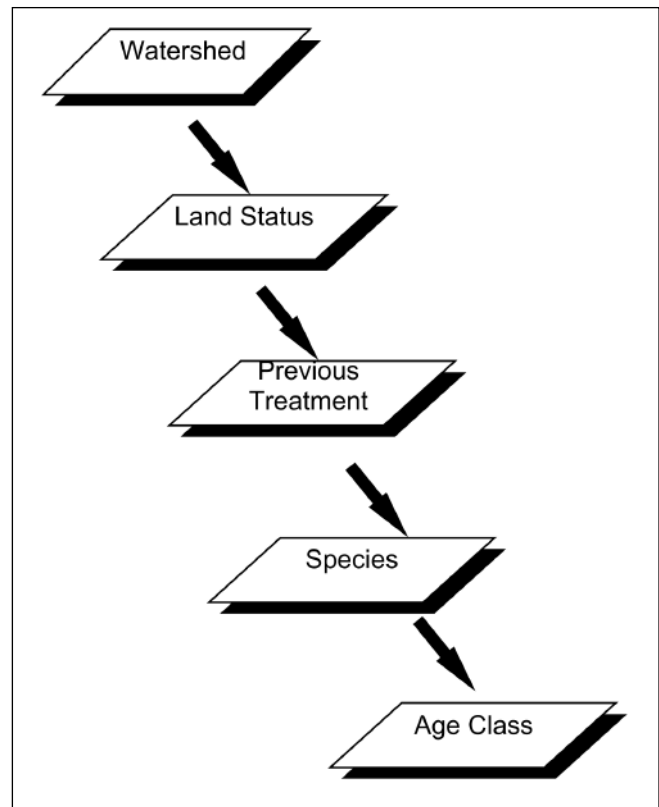 Watershed
Land Status
Previous
Treatment
Species
Age Class